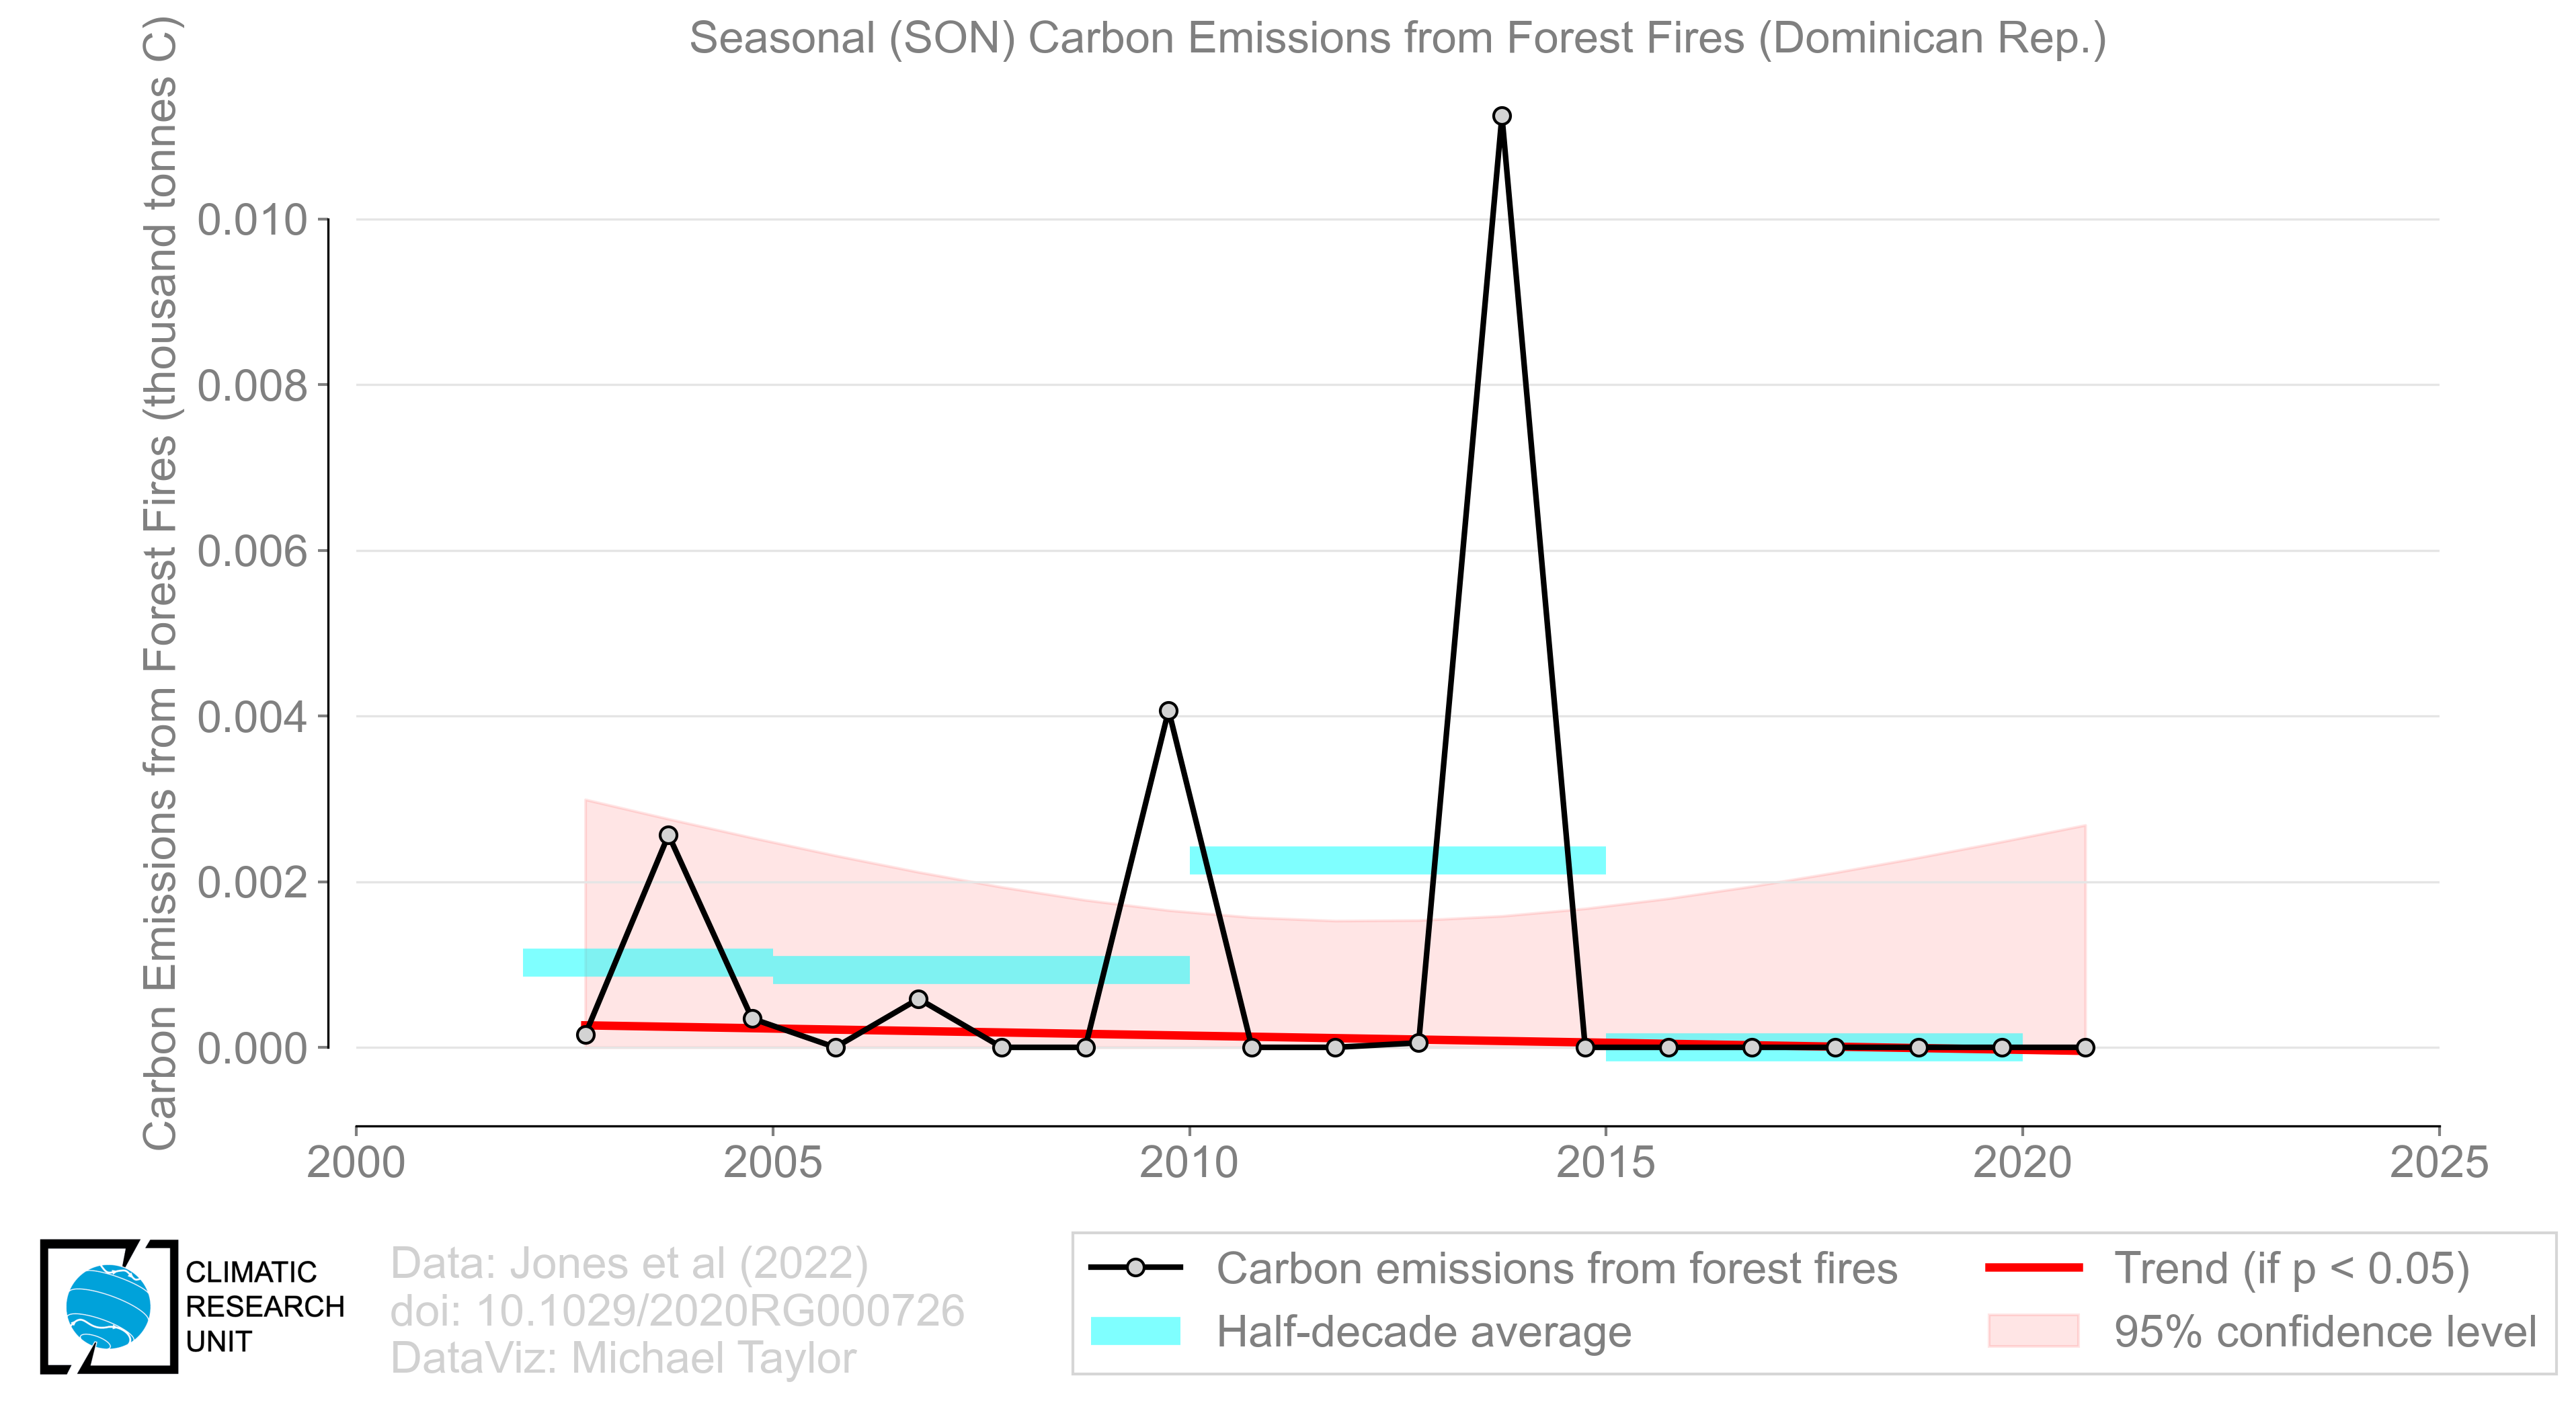 Seasonal (SON) Carbon Emissions from Forest Fires (Dominican Rep.)
Carbon Emissions from Forest Fires (thousand tonnes C)
0.010
0.008
0.006
0.004
0.002
0.000
2000 2005 2010 2015 2020 2025
CLIMATIC
RESEARCH
UNIT
Data: Jones et al (2022)
doi: 10.1029/2020RG000726
DataViz: Michael Taylor
Carbon emissions from forest fires
Half-decade average
Trend (if p < 0.05)
95% confidence level